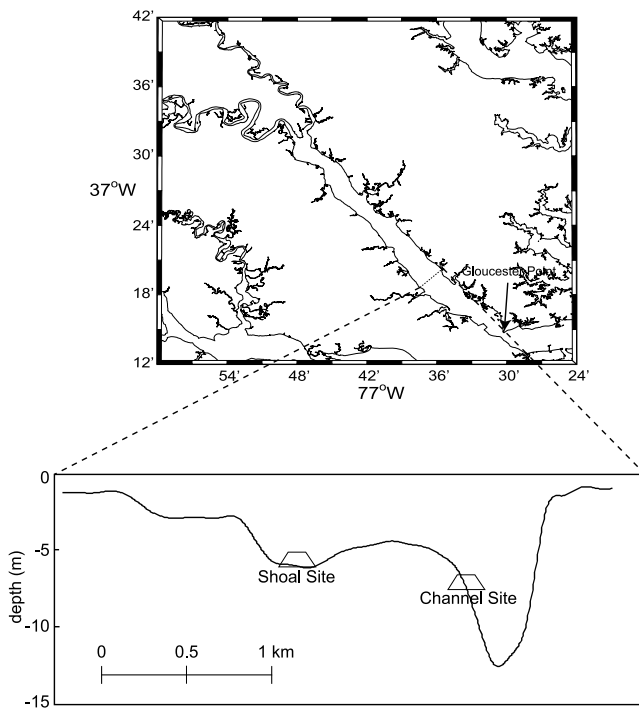 42'
36'
30'
37°W
24'
Gloucester Point
18'
12'
54' 48' 42' 36' 30' 24'
77°W
0
-5
-10
-15
depth (m)
Shoal Site
Channel Site
0 0.5 1 km